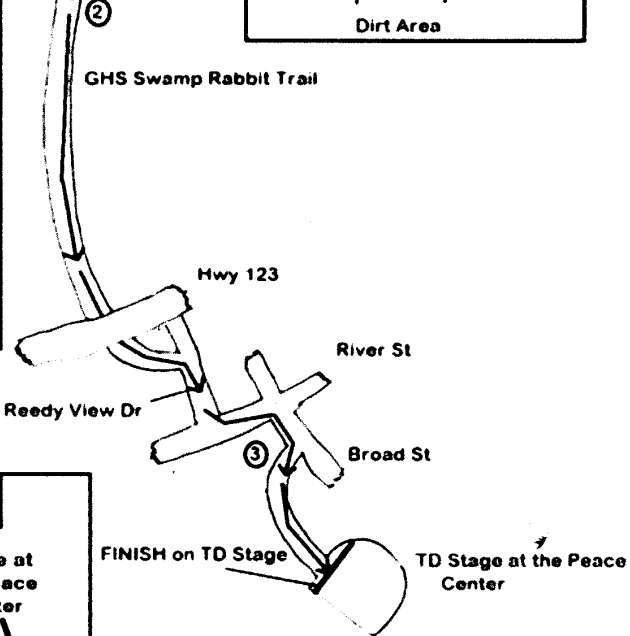 ②
Dirt Area
GHS Swamp Rabbit Trail
Hwy 123
River St
Reedy View Dr
③
Broad St
FINISH on TD Stage
TD Stage at the Peace
Center
at